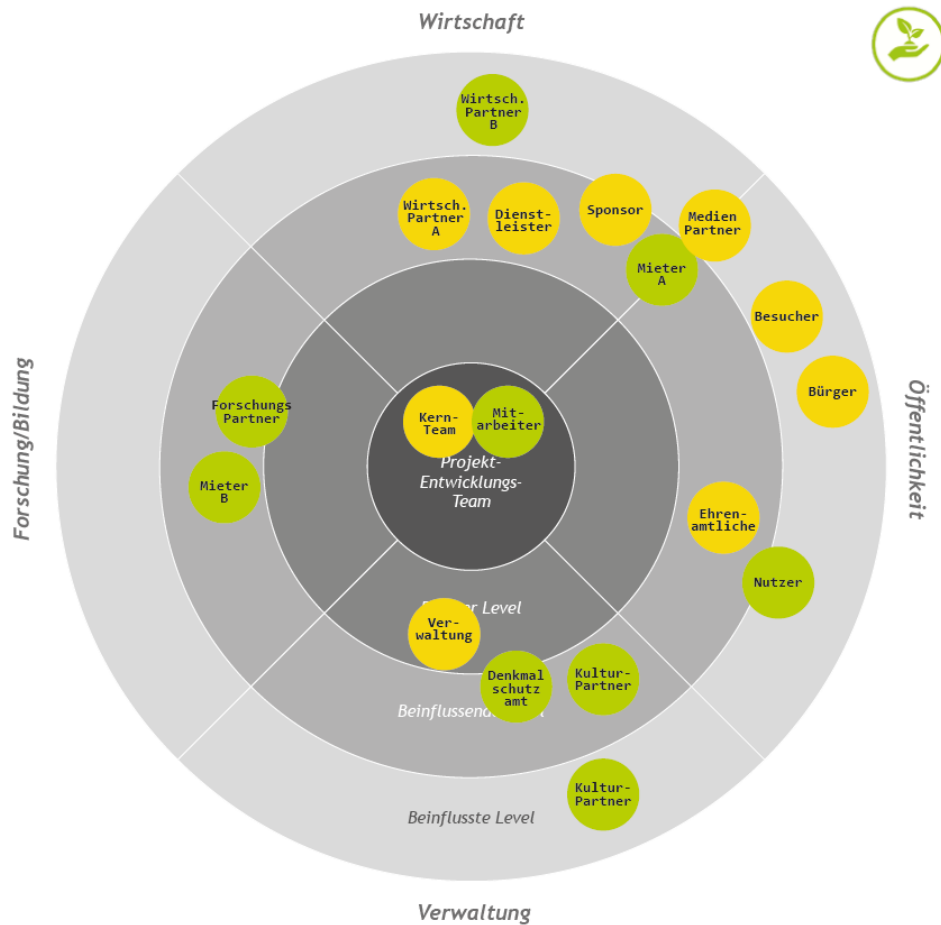 Wirtschaft
Wirtsch.
Partner
B
Wirtsch.
Partner
A
Dienst-
leister
Sponsor
Medien
Partner
Mieter
A
Besucher
Bürger
Öffentlichkeit
Forschung/Bildung
Forschungs
Partner
Mieter
B
Kern-
Team
Mit-
arbeiter
Projekt-
Entwicklungs-
Team
Ehren-
amtliche
Nutzer
Level
Ver-
waltung
Denkmal
schutz
amt
Kultur-
Partner
Kultur-
Partner
Beinflusste Level
Verwaltung